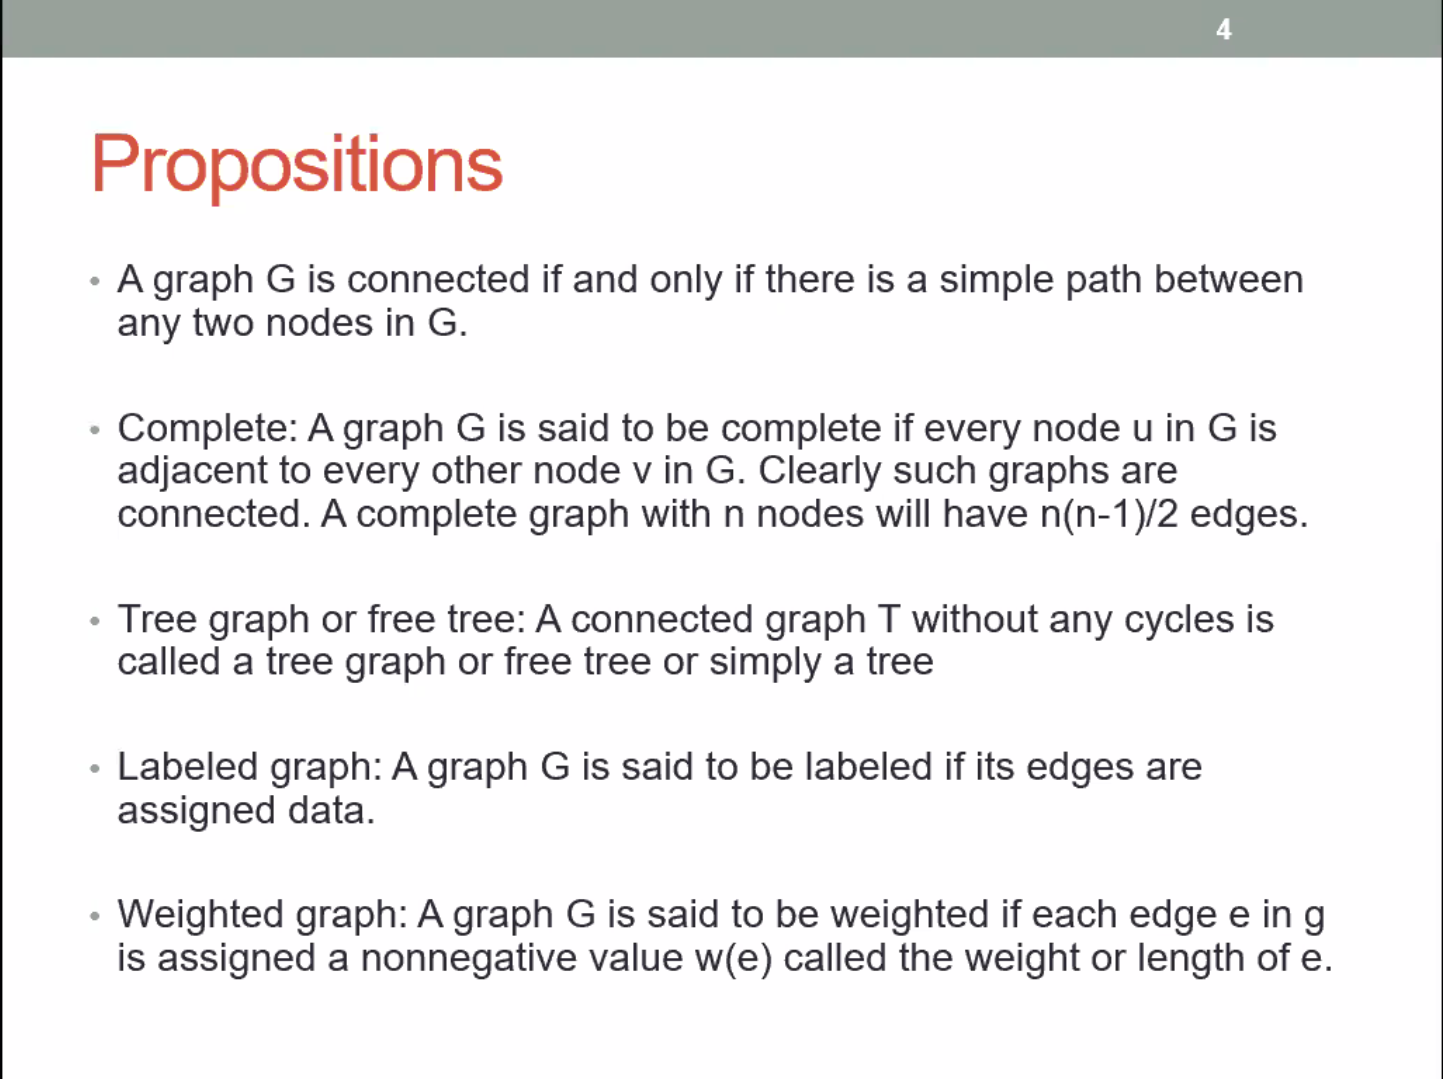 4
Propositions
• A graph G is connected if and only if there is a simple path between
any two nodes in G.
• Complete: A graph G is said to be complete if every node u in G is
adjacent to every other node v in G. Clearly such graphs are
connected. A complete graph with n nodes will have n(n-1)/2 edges.
• Tree graph or free tree: A connected graph T without any cycles is
called a tree graph or free tree or simply a tree
• Labeled graph: A graph G is said to be labeled if its edges are
assigned data.
• Weighted graph: A graph G is said to be weighted if each edge e in g
is assigned a nonnegative value w(e) called the weight or length of e.